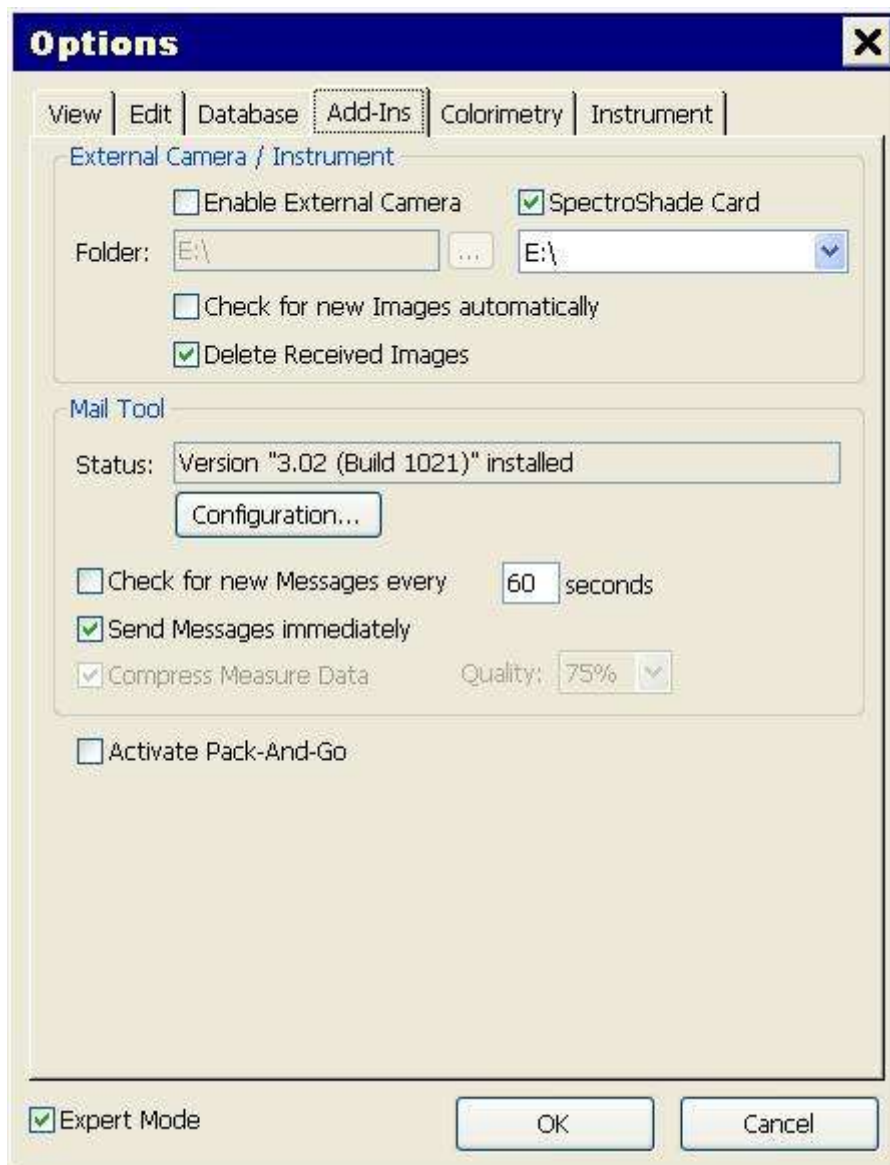 Options
View Edit Database Add-Ins Colorimetry Instrument
External Camera / Instrument
Enable External Camera SpectroShade Card
Folder: E:\ ... E:\
Check for new Images automatically
Delete Received Images
Mail Tool
Status: Version "3.02 (Build 1021)" installed
Configuration...
Check for new Messages every 60 seconds
Send Messages immediately
Compress Measure Data Quality: 75%
Activate Pack-And-Go
Expert Mode OK Cancel